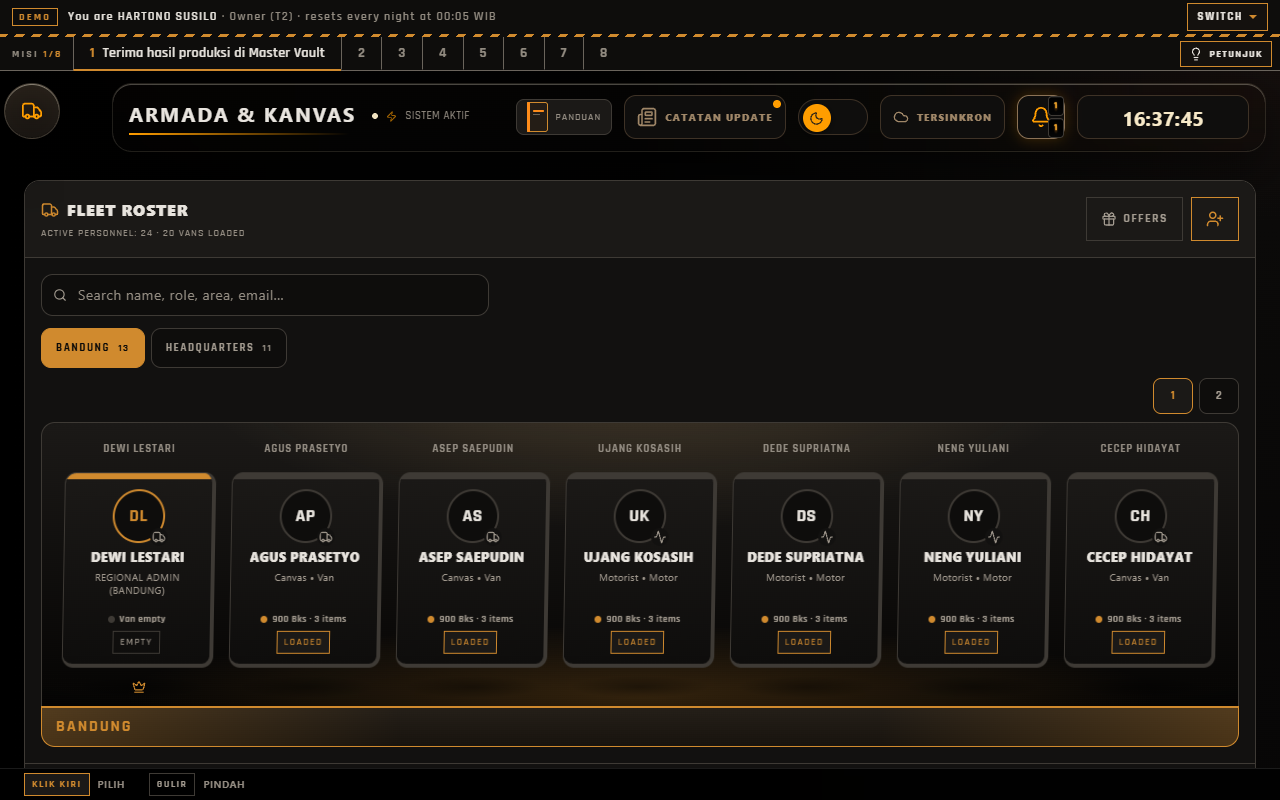 DEMO You are HARTONO SUSILO · Owner (T2) · resets every night at 00:05 WIB SWITCH
MISI 1/8 1 Terima hasil produksi di Master Vault 2 3 4 5 6 7 8 PETUNJUK
ARMADA & KANVAS SISTEM AKTIF PANDUAN CATATAN UPDATE TERSINKRON 1 1 16:37:45
FLEET ROSTER
ACTIVE PERSONNEL: 24 · 20 VANS LOADED
OFFERS
Search name, role, area, email...
BANDUNG 13 HEADQUARTERS 11
1 2
DEWI LESTARI AGUS PRASETYO ASEP SAEPUDIN UJANG KOSASIH DEDE SUPRIATNA NENG YULIANI CECEP HIDAYAT
DL AP AS UK DS NY CH
DEWI LESTARI AGUS PRASETYO ASEP SAEPUDIN UJANG KOSASIH DEDE SUPRIATNA NENG YULIANI CECEP HIDAYAT
REGIONAL ADMIN Canvas • Van Canvas • Van Motorist • Motor Motorist • Motor Motorist • Motor Canvas • Van
(BANDUNG)
Van empty 900 Bks · 3 items 900 Bks · 3 items 900 Bks · 3 items 900 Bks · 3 items 900 Bks · 3 items 900 Bks · 3 items
EMPTY LOADED LOADED LOADED LOADED LOADED LOADED
BANDUNG
KLIK KIRI PILIH GULIR PINDAH